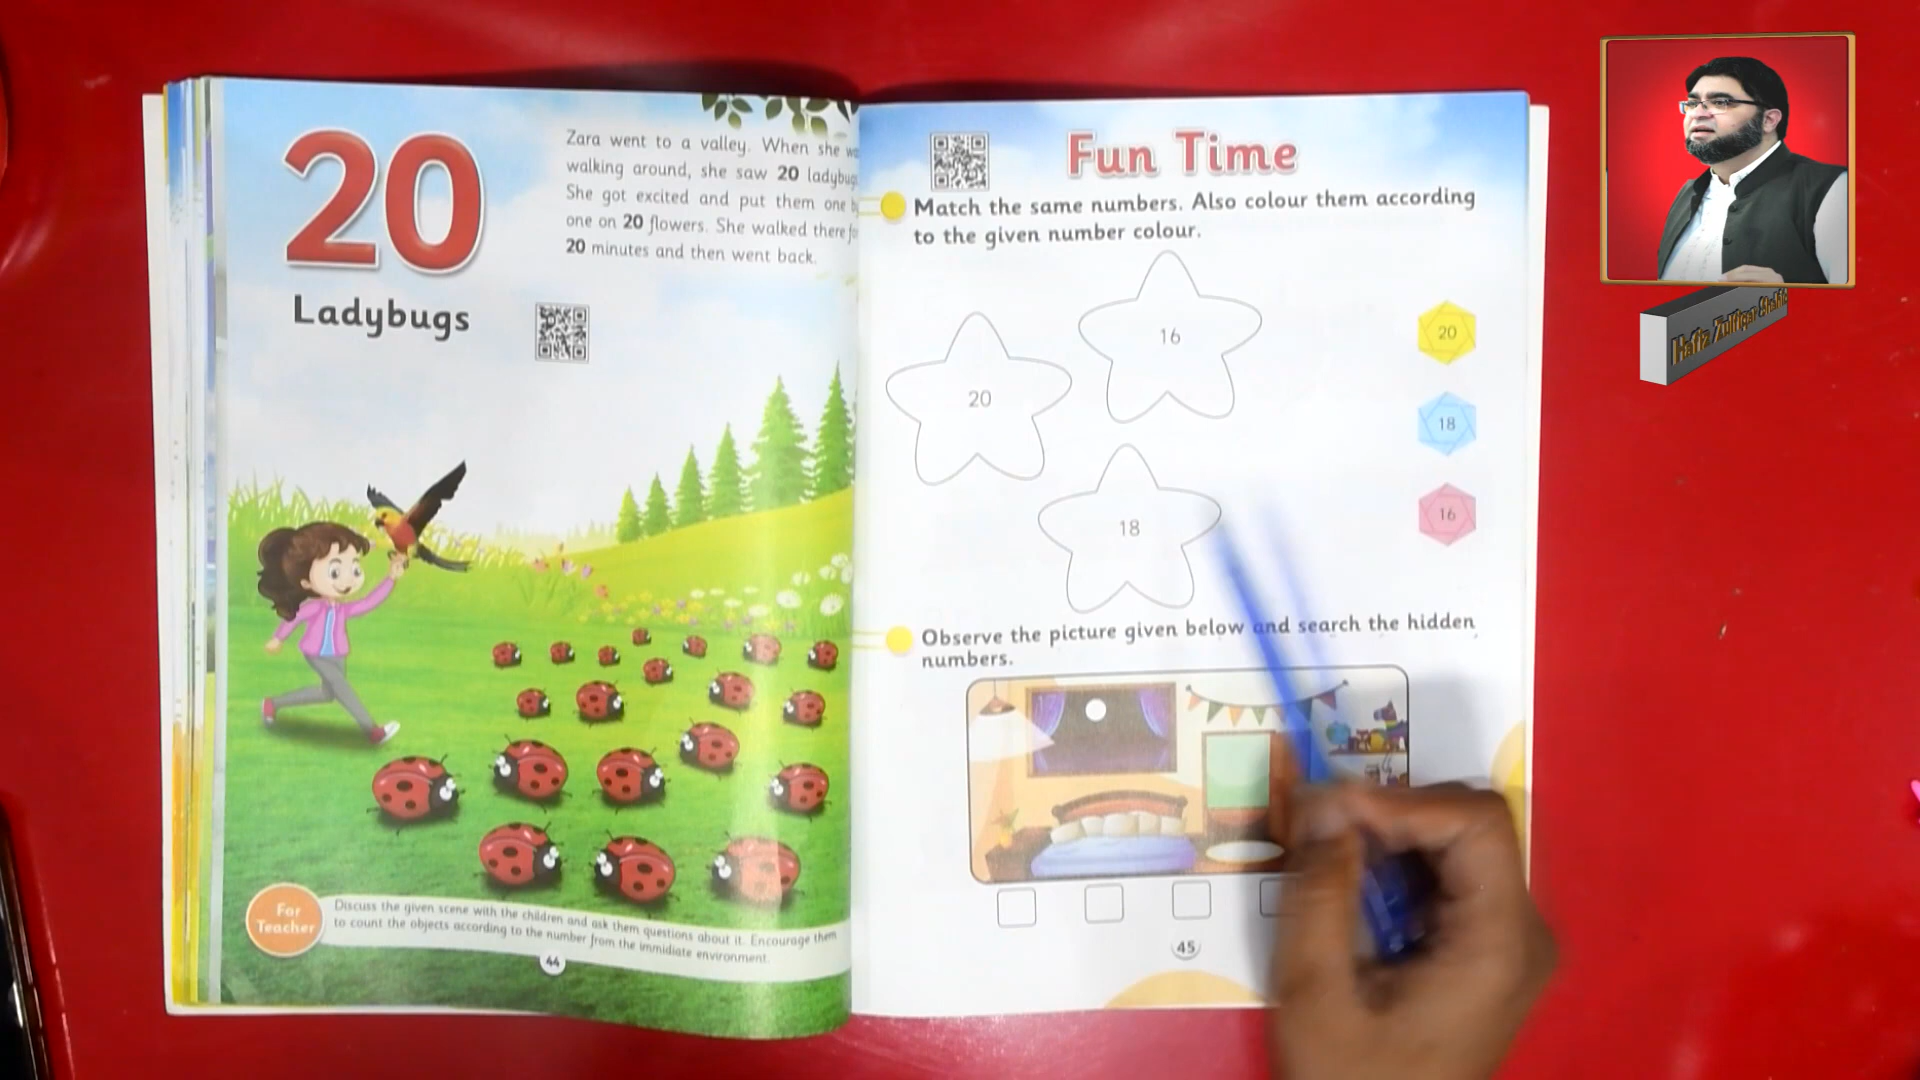 20
Ladybugs
Zara went to a valley. When she
walking around, she saw 20 ladybugs
She got excited and put them one
one on 20 flowers. She walked there
20 minutes and then went back.
For
Teacher
Discuss the given scene with the children and ask them questions about it. Encourage them
to count the objects according to the number from the immidiate environment.
44
Fun Time
Match the same numbers. Also colour them according
to the given number colour.
16
20
18
20
18
16
Observe the picture given below and search the hidden
numbers.
45
Hafiz Zulfiqar